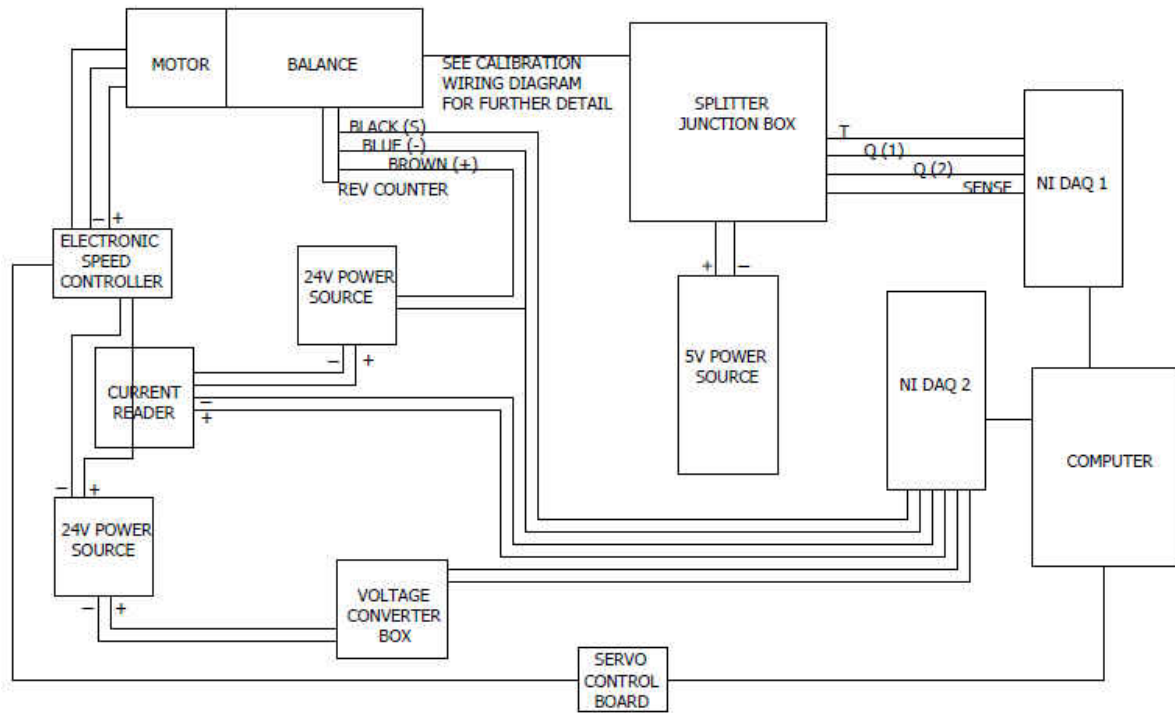 MOTOR
BALANCE
SEE CALIBRATION
WIRING DIAGRAM
FOR FURTHER DETAIL
SPLITTER
JUNCTION BOX
T
Q (1)
Q (2)
SENSE
NI DAQ 1
BLACK (S)
BLUE (-)
BROWN (+)
REV COUNTER
− +
ELECTRONIC
SPEED
CONTROLLER
24V POWER
SOURCE
− +
+ −
5V POWER
SOURCE
NI DAQ 2
CURRENT
READER
−
+
COMPUTER
− +
24V POWER
SOURCE
− +
VOLTAGE
CONVERTER
BOX
SERVO
CONTROL
BOARD